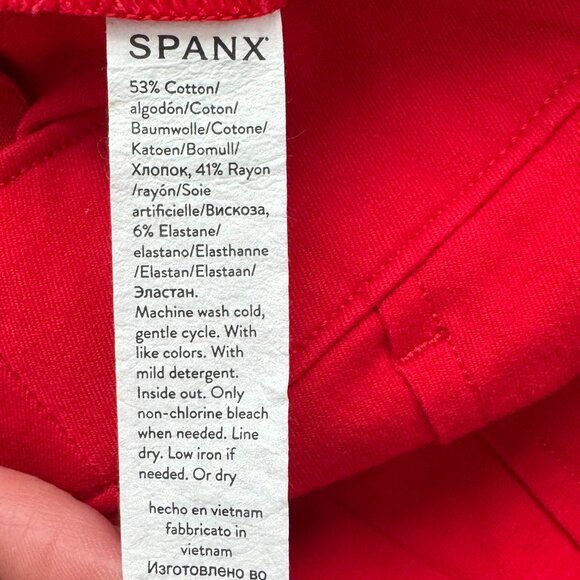 SPANX
53% Cotton/
algodón/Coton/
Baumwolle/Cotone/
Katoen/Bomull/
Хлопок, 41% Rayon
/rayón/Soie
artificielle/Вискоза,
6% Elastane/
elastano/Elasthanne
/Elastan/Elastaan/
Эластан.
Machine wash cold,
gentle cycle. With
like colors. With
mild detergent.
Inside out. Only
non-chlorine bleach
when needed. Line
dry. Low iron if
needed. Or dry
hecho en vietnam
fabbricato in
vietnam
Изготовлено во